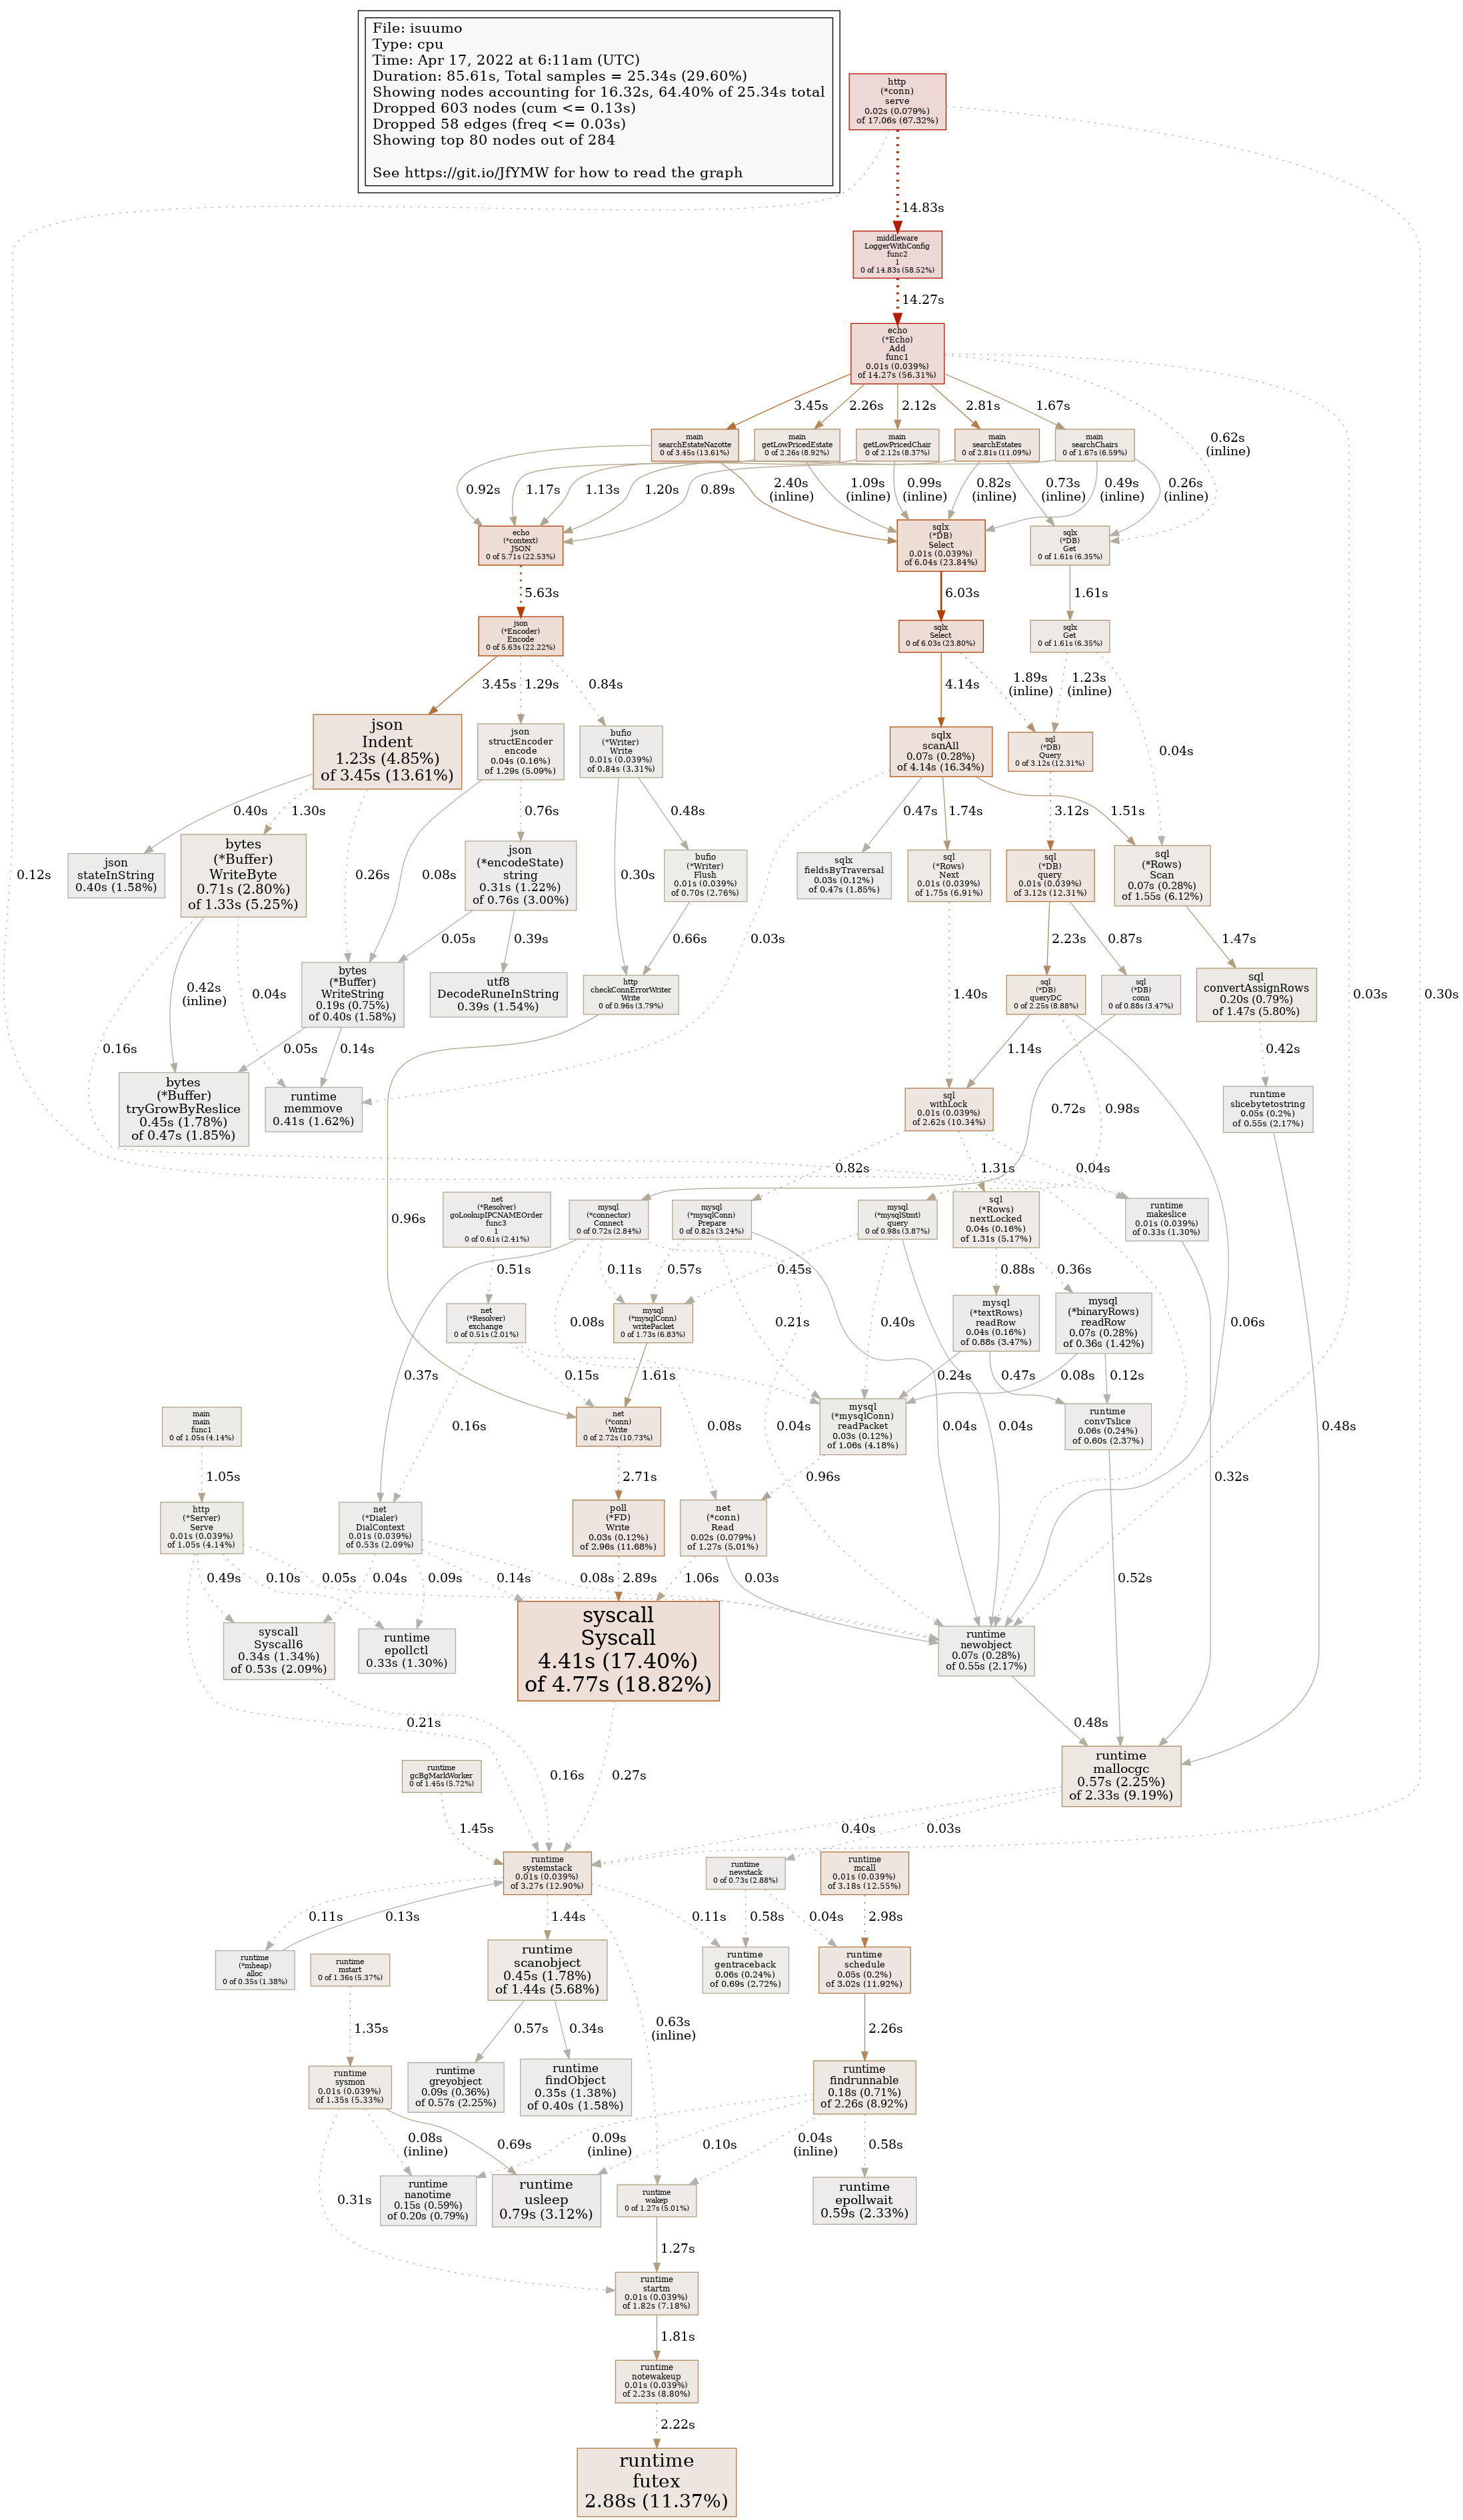 File: isuumo
Type: cpu
Time: Apr 17, 2022 at 6:11am (UTC)
Duration: 85.61s, Total samples = 25.34s (29.60%)
Showing nodes accounting for 16.32s, 64.40% of 25.34s total
Dropped 603 nodes (cum <= 0.13s)
Dropped 58 edges (freq <= 0.03s)
Showing top 80 nodes out of 284
See https://git.io/JfYMW for how to read the graph
http
(*conn)
serve
0.02s (0.079%)
of 17.06s (67.32%)
14.83s
middleware
LoggerWithConfig
func2
1
0 of 14.83s (58.52%)
14.27s
echo
(*Echo)
Add
func1
0.01s (0.039%)
of 14.27s (56.31%)
3.45s
2.26s
2.12s
2.81s
1.67s
0.62s
(inline)
main
searchEstateNazotte
0 of 3.45s (13.61%)
main
getLowPricedEstate
0 of 2.26s (8.92%)
main
getLowPricedChair
0 of 2.12s (8.37%)
main
searchEstates
0 of 2.81s (11.09%)
main
searchChairs
0 of 1.67s (6.59%)
0.92s
1.17s
1.13s
1.20s
0.89s
2.40s
(inline)
1.09s
(inline)
0.99s
(inline)
0.82s
(inline)
0.73s
(inline)
0.49s
(inline)
0.26s
(inline)
echo
(*context)
JSON
0 of 5.71s (22.53%)
sqlx
(*DB)
Select
0.01s (0.039%)
of 6.04s (23.84%)
sqlx
(*DB)
Get
0 of 1.61s (6.35%)
5.63s
6.03s
1.61s
json
(*Encoder)
Encode
0 of 5.63s (22.22%)
sqlx
Select
0 of 6.03s (23.80%)
sqlx
Get
0 of 1.61s (6.35%)
3.45s
1.29s
0.84s
4.14s
1.89s
(inline)
1.23s
(inline)
0.04s
json
Indent
1.23s (4.85%)
of 3.45s (13.61%)
json
structEncoder
encode
0.04s (0.16%)
of 1.29s (5.09%)
bufio
(*Writer)
Write
0.01s (0.039%)
of 0.84s (3.31%)
sqlx
scanAll
0.07s (0.28%)
of 4.14s (16.34%)
sql
(*DB)
Query
0 of 3.12s (12.31%)
0.40s
1.30s
0.26s
0.08s
0.76s
0.30s
0.48s
0.47s
1.74s
3.12s
1.51s
0.12s
json
stateInString
0.40s (1.58%)
bytes
(*Buffer)
WriteByte
0.71s (2.80%)
of 1.33s (5.25%)
json
(*encodeState)
string
0.31s (1.22%)
of 0.76s (3.00%)
bufio
(*Writer)
Flush
0.01s (0.039%)
of 0.70s (2.76%)
sqlx
fieldsByTraversal
0.03s (0.12%)
of 0.47s (1.85%)
sql
(*Rows)
Next
0.01s (0.039%)
of 1.75s (6.91%)
sql
(*DB)
query
0.01s (0.039%)
of 3.12s (12.31%)
sql
(*Rows)
Scan
0.07s (0.28%)
of 1.55s (6.12%)
0.05s
0.39s
0.66s
0.03s
2.23s
0.87s
1.47s
0.42s
(inline)
0.04s
0.16s
1.40s
0.03s
0.30s
bytes
(*Buffer)
WriteString
0.19s (0.75%)
of 0.40s (1.58%)
utf8
DecodeRuneInString
0.39s (1.54%)
http
checkConnErrorWriter
Write
0 of 0.96s (3.79%)
sql
(*DB)
queryDC
0 of 2.25s (8.88%)
sql
(*DB)
conn
0 of 0.88s (3.47%)
sql
convertAssignRows
0.20s (0.79%)
of 1.47s (5.80%)
0.05s
0.14s
1.14s
0.42s
bytes
(*Buffer)
tryGrowByReslice
0.45s (1.78%)
of 0.47s (1.85%)
runtime
memmove
0.41s (1.62%)
sql
withLock
0.01s (0.039%)
of 2.62s (10.34%)
0.72s
0.98s
runtime
slicebytetostring
0.05s (0.2%)
of 0.55s (2.17%)
0.82s
1.31s
0.04s
0.96s
net
(*Resolver)
goLookupIPCNAMEOrder
func3
1
0 of 0.61s (2.41%)
mysql
(*connector)
Connect
0 of 0.72s (2.84%)
mysql
(*mysqlConn)
Prepare
0 of 0.82s (3.24%)
mysql
(*mysqlStmt)
query
0 of 0.98s (3.87%)
sql
(*Rows)
nextLocked
0.04s (0.16%)
of 1.31s (5.17%)
runtime
makeslice
0.01s (0.039%)
of 0.33s (1.30%)
0.51s
0.11s
0.57s
0.45s
0.88s
0.36s
net
(*Resolver)
exchange
0 of 0.51s (2.01%)
0.08s
mysql
(*mysqlConn)
writePacket
0 of 1.73s (6.83%)
0.21s
0.40s
mysql
(*textRows)
readRow
0.04s (0.16%)
of 0.88s (3.47%)
mysql
(*binaryRows)
readRow
0.07s (0.28%)
of 0.36s (1.42%)
0.06s
0.37s
0.15s
1.61s
0.24s
0.47s
0.08s
0.12s
main
main
func1
0 of 1.05s (4.14%)
0.16s
net
(*conn)
Write
0 of 2.72s (10.73%)
0.08s
0.04s
mysql
(*mysqlConn)
readPacket
0.03s (0.12%)
of 1.06s (4.18%)
0.04s
0.04s
runtime
convTslice
0.06s (0.24%)
of 0.60s (2.37%)
0.48s
1.05s
2.71s
0.96s
0.32s
http
(*Server)
Serve
0.01s (0.039%)
of 1.05s (4.14%)
net
(*Dialer)
DialContext
0.01s (0.039%)
of 0.53s (2.09%)
poll
(*FD)
Write
0.03s (0.12%)
of 2.96s (11.68%)
net
(*conn)
Read
0.02s (0.079%)
of 1.27s (5.01%)
0.49s
0.10s
0.05s
0.04s
0.09s
0.14s
0.08s
2.89s
1.06s
0.03s
0.52s
syscall
Syscall6
0.34s (1.34%)
of 0.53s (2.09%)
runtime
epollctl
0.33s (1.30%)
syscall
Syscall
4.41s (17.40%)
of 4.77s (18.82%)
runtime
newobject
0.07s (0.28%)
of 0.55s (2.17%)
0.21s
0.48s
runtime
gcBgMarkWorker
0 of 1.45s (5.72%)
0.16s
0.27s
runtime
mallocgc
0.57s (2.25%)
of 2.33s (9.19%)
1.45s
0.40s
0.03s
runtime
systemstack
0.01s (0.039%)
of 3.27s (12.90%)
runtime
newstack
0 of 0.73s (2.88%)
runtime
mcall
0.01s (0.039%)
of 3.18s (12.55%)
0.11s
0.13s
1.44s
0.11s
0.58s
0.04s
2.98s
runtime
(*mheap)
alloc
0 of 0.35s (1.38%)
runtime
mstart
0 of 1.36s (5.37%)
runtime
scanobject
0.45s (1.78%)
of 1.44s (5.68%)
runtime
gentraceback
0.06s (0.24%)
of 0.69s (2.72%)
runtime
schedule
0.05s (0.2%)
of 3.02s (11.92%)
1.35s
0.57s
0.34s
0.63s
(inline)
2.26s
runtime
sysmon
0.01s (0.039%)
of 1.35s (5.33%)
runtime
greyobject
0.09s (0.36%)
of 0.57s (2.25%)
runtime
findObject
0.35s (1.38%)
of 0.40s (1.58%)
runtime
findrunnable
0.18s (0.71%)
of 2.26s (8.92%)
0.08s
(inline)
0.69s
0.09s
(inline)
0.10s
0.04s
(inline)
0.58s
0.31s
runtime
nanotime
0.15s (0.59%)
of 0.20s (0.79%)
runtime
usleep
0.79s (3.12%)
runtime
wakep
0 of 1.27s (5.01%)
runtime
epollwait
0.59s (2.33%)
1.27s
runtime
startm
0.01s (0.039%)
of 1.82s (7.18%)
1.81s
runtime
notewakeup
0.01s (0.039%)
of 2.23s (8.80%)
2.22s
runtime
futex
2.88s (11.37%)